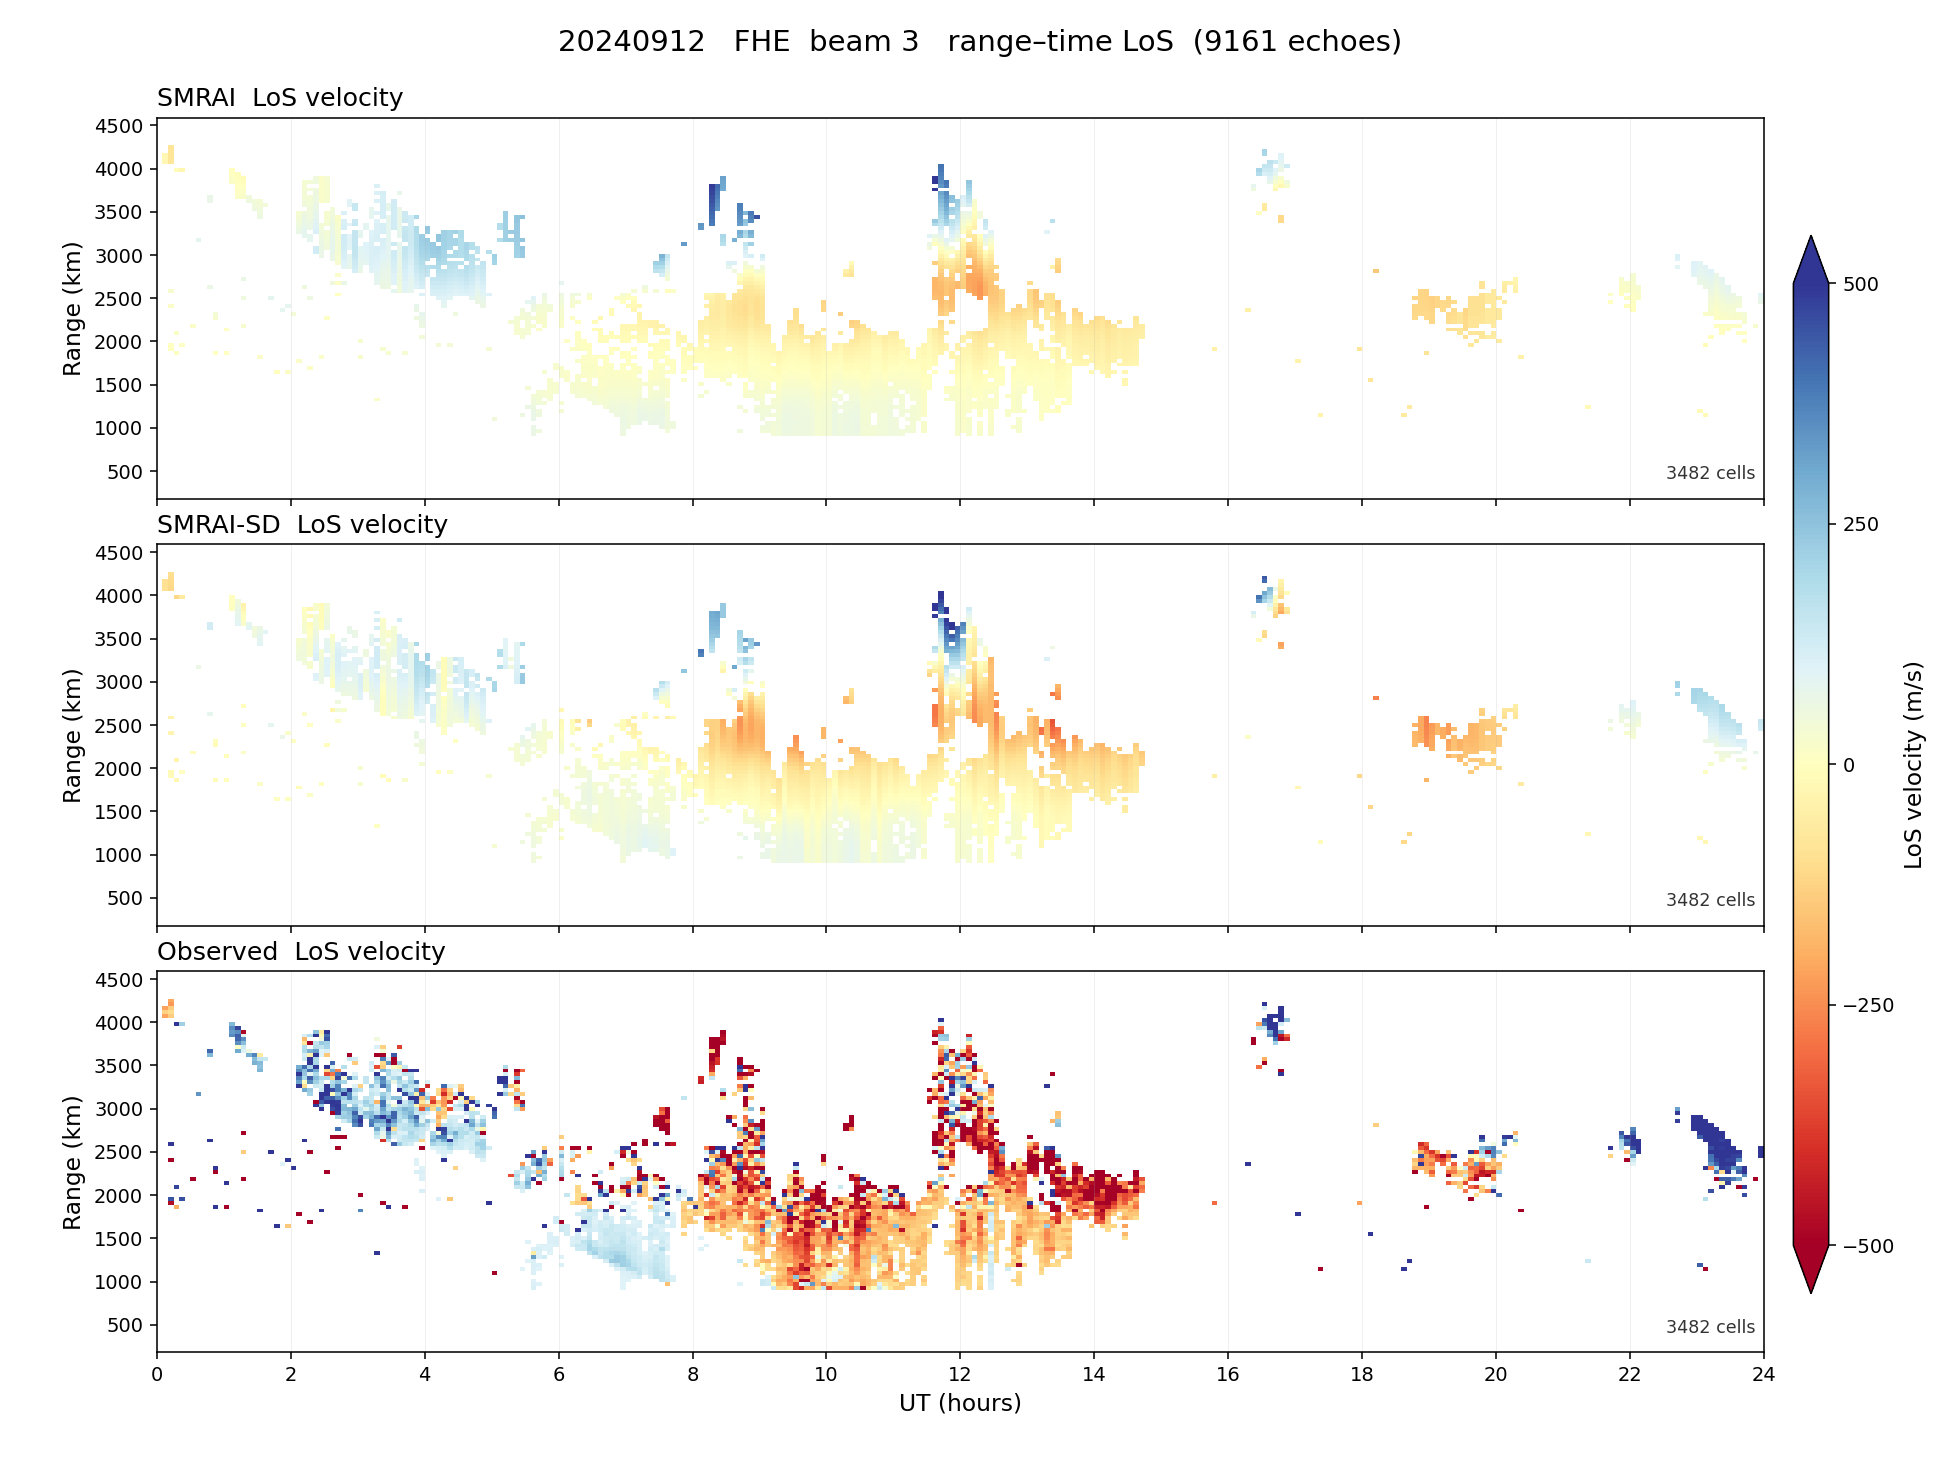 20240912   FHE  beam 3   range–time LoS  (9161 echoes)
SMRAI  LoS velocity
4500
4000
3500
3000
2500
2000
1500
1000
500
Range (km)
3482 cells
SMRAI-SD  LoS velocity
4500
4000
3500
3000
2500
2000
1500
1000
500
Range (km)
3482 cells
Observed  LoS velocity
4500
4000
3500
3000
2500
2000
1500
1000
500
Range (km)
3482 cells
0 2 4 6 8 10 12 14 16 18 20 22 24
UT (hours)
500
250
0
−250
−500
LoS velocity (m/s)